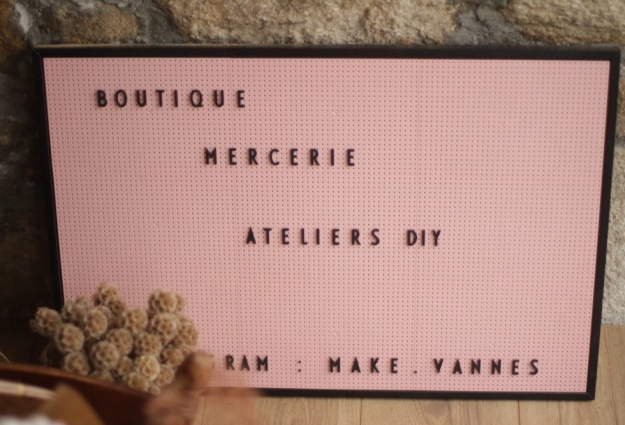 BOUTIQUE
MERCERIE
ATELIERS DIY
RAM : MAKE.VANNES